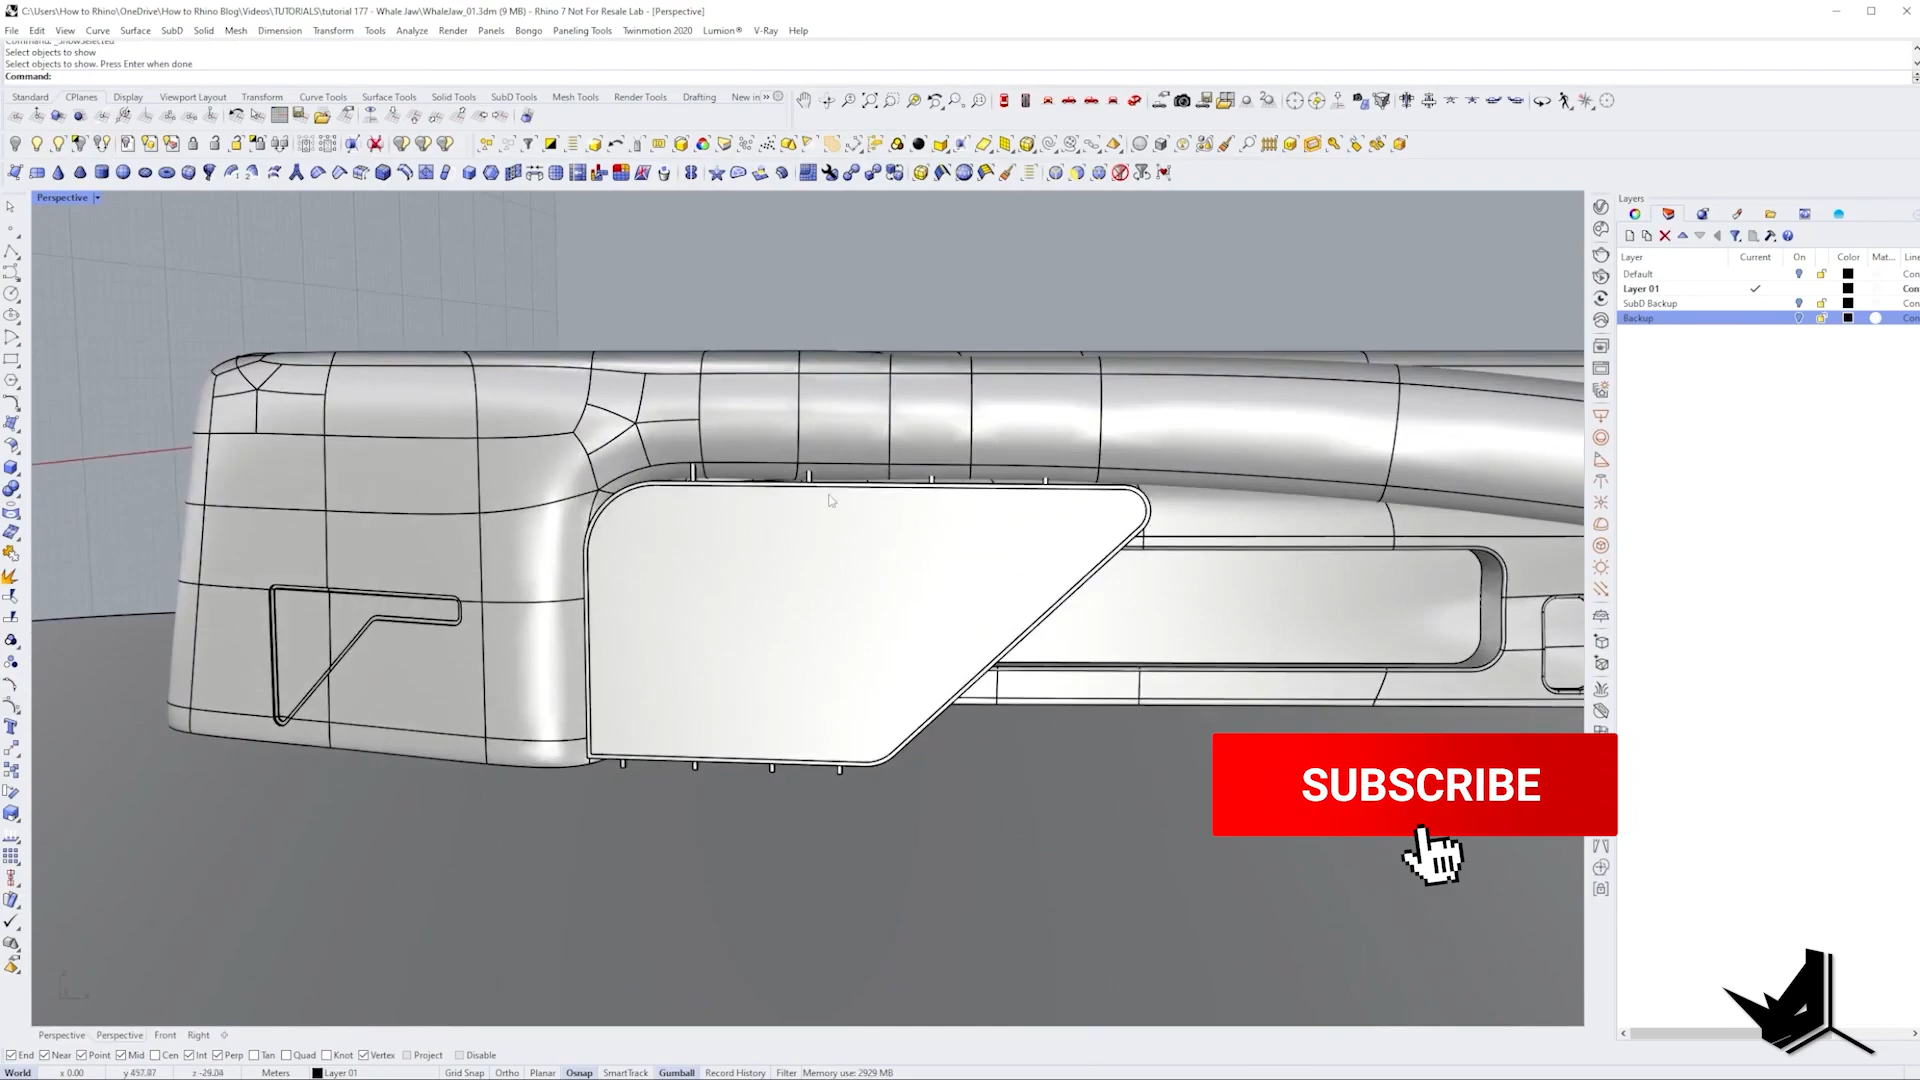 C:\Users\How to Rhino\OneDrive\How to Rhino Blog\Videos\TUTORIALS\tutorial 177 - Whale Jaw\WhaleJaw_01.3dm (9 MB) - Rhino 7 Not For Resale Lab - [Perspective]
File Edit View Curve Surface SubD Solid Mesh Dimension Transform Tools Analyze Render Panels Bongo Paneling Tools Twinmotion 2020 Lumion® V-Ray Help
Command: _ShowSelected
Select objects to show
Select objects to show. Press Enter when done
Command:
Standard CPlanes Display Viewport Layout Transform Curve Tools Surface Tools Solid Tools SubD Tools Mesh Tools Render Tools Drafting New in »
Perspective
Layers
Layer Current On Color Mat... Line
Default Con
Layer 01 Con
SubD Backup Con
Backup Con
SUBSCRIBE
z
x
Perspective Perspective Front Right
End Near Point Mid Cen Int Perp Tan Quad Knot Vertex Project Disable
World x 0.00 y 457.07 z -29.04 Meters Layer 01 Grid Snap Ortho Planar Osnap SmartTrack Gumball Record History Filter Memory use: 2929 MB